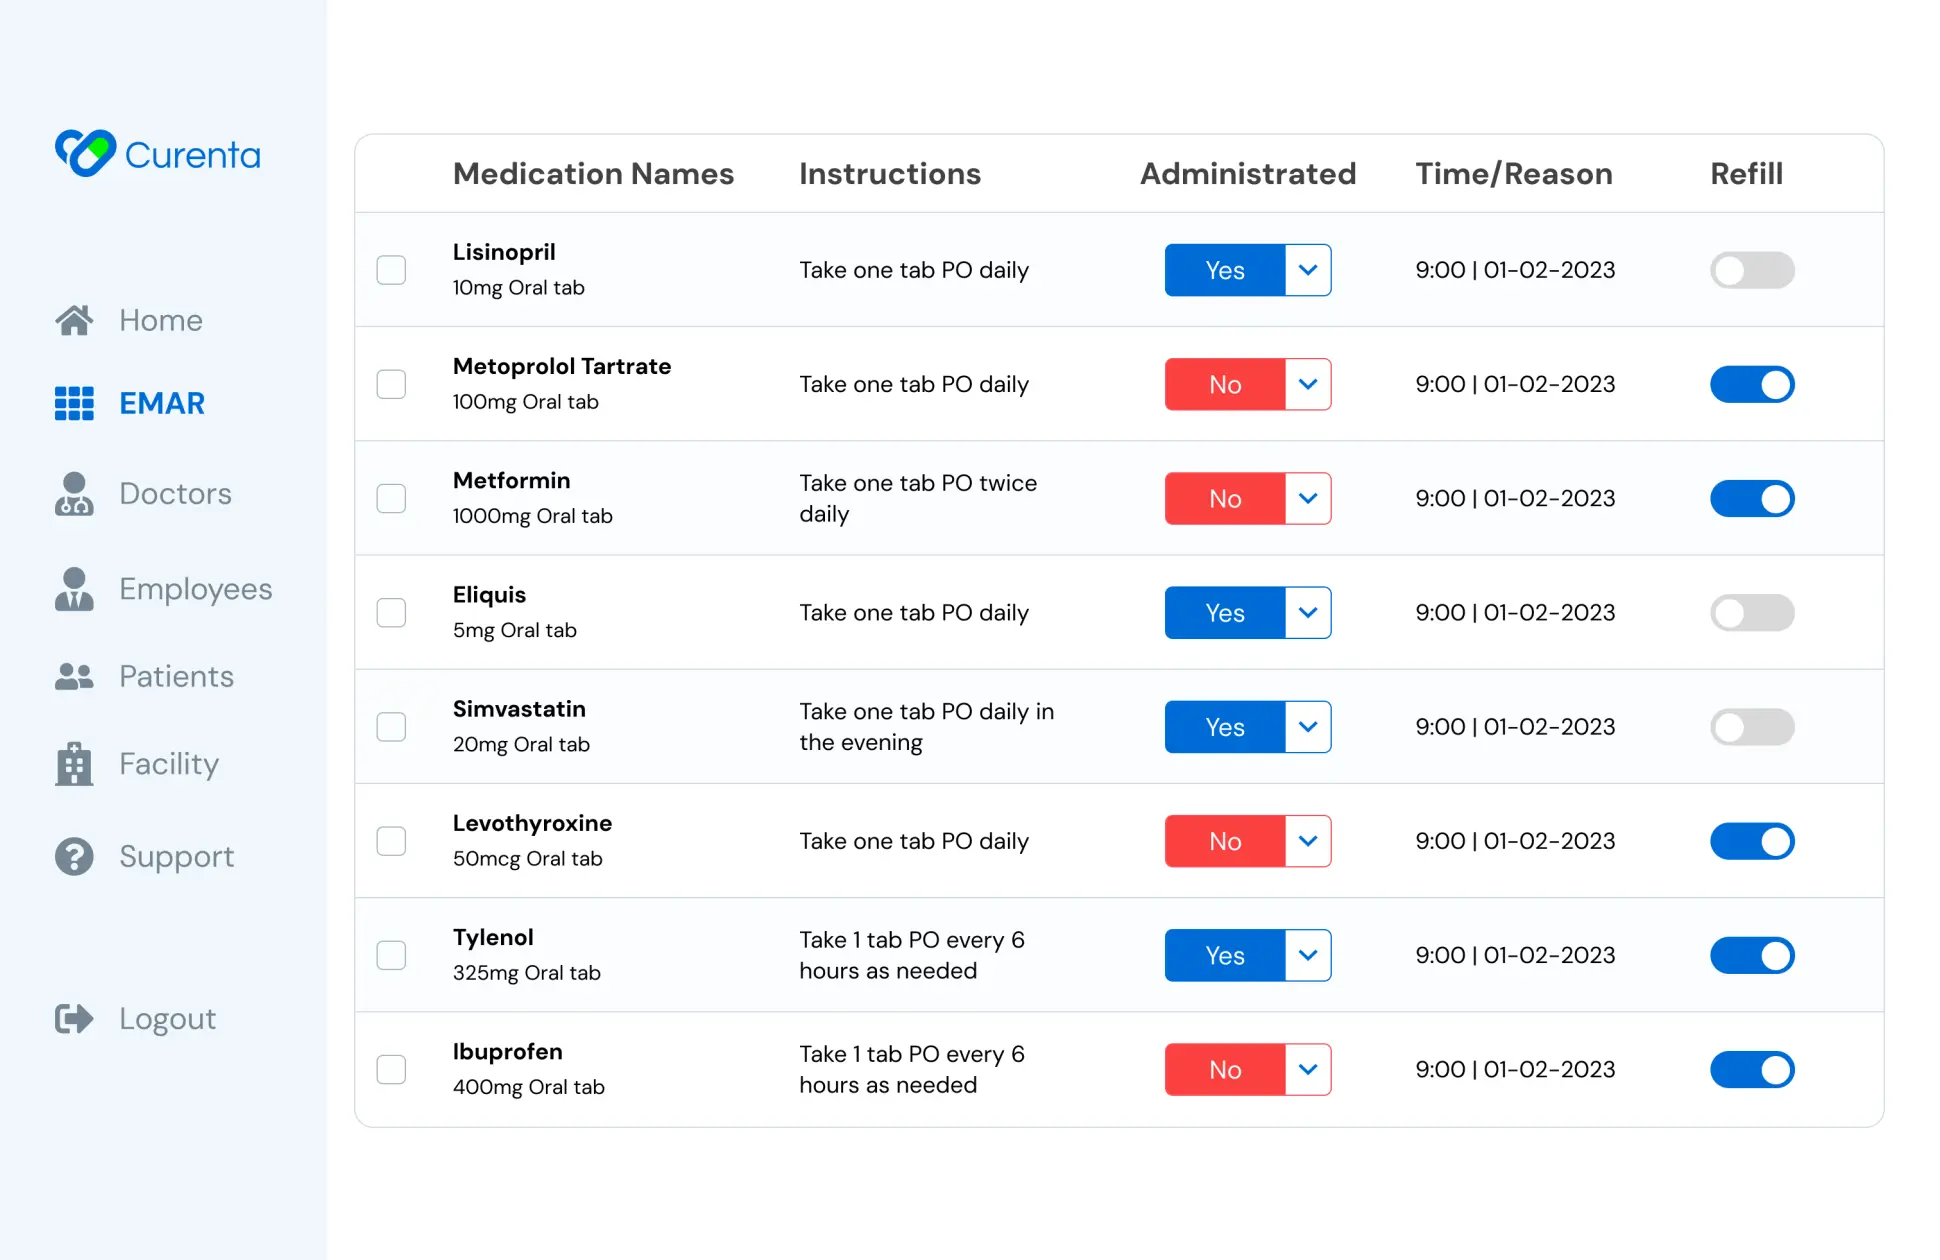 Curenta
Home
EMAR
Doctors
Employees
Patients
Facility
Support
Logout
Medication Names Instructions Administrated Time/Reason Refill
Lisinopril
10mg Oral tab
Take one tab PO daily
Yes
9:00 | 01-02-2023
Metoprolol Tartrate
100mg Oral tab
Take one tab PO daily
No
9:00 | 01-02-2023
Metformin
1000mg Oral tab
Take one tab PO twice
daily
No
9:00 | 01-02-2023
Eliquis
5mg Oral tab
Take one tab PO daily
Yes
9:00 | 01-02-2023
Simvastatin
20mg Oral tab
Take one tab PO daily in
the evening
Yes
9:00 | 01-02-2023
Levothyroxine
50mcg Oral tab
Take one tab PO daily
No
9:00 | 01-02-2023
Tylenol
325mg Oral tab
Take 1 tab PO every 6
hours as needed
Yes
9:00 | 01-02-2023
Ibuprofen
400mg Oral tab
Take 1 tab PO every 6
hours as needed
No
9:00 | 01-02-2023